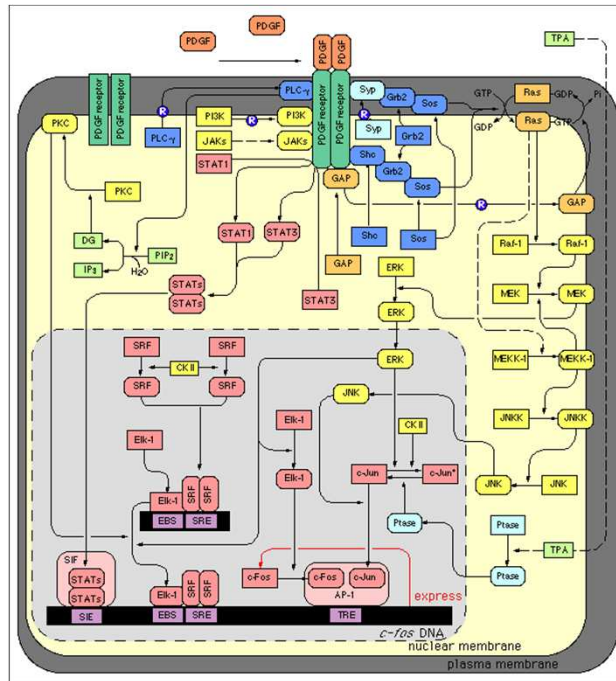 PDGF
PDGF
TPA
PDGF
PDGF
PDGF receptor
PDGF receptor
PDGF receptor
PDGF receptor
PLC-γ
Syp
Grb2
Sos
GTP
Ras
GDP
Pi
PKC
R
PI3K
R
PI3K
R
GDP
Ras
GTP
PLC-γ
JAKs
JAKs
Syp
Grb2
STAT1
Shc
Grb2
Sos
GAP
PKC
R
GAP
STAT1
STAT3
Shc
Sos
Raf-1
Raf-1
DG
PIP2
GAP
ERK
IP3
H2O
STATs
STATs
STAT3
MEK
MEK
ERK
SRF
SRF
ERK
MEKK-1
MEKK-1
CK II
SRF
SRF
JNK
Elk-1
Elk-1
CK II
JNKK
JNKK
Elk-1
c-Jun
c-Jun*
JNK
JNK
Elk-1
SRF
SRF
EBS
SRE
Ptase
Ptase
SIF
TPA
STATs
STATs
Elk-1
SRF
SRF
c-Fos
c-Fos
c-Jun
AP-1
express
Ptase
SIE
EBS
SRE
TRE
c-fos DNA
nuclear membrane
plasma membrane